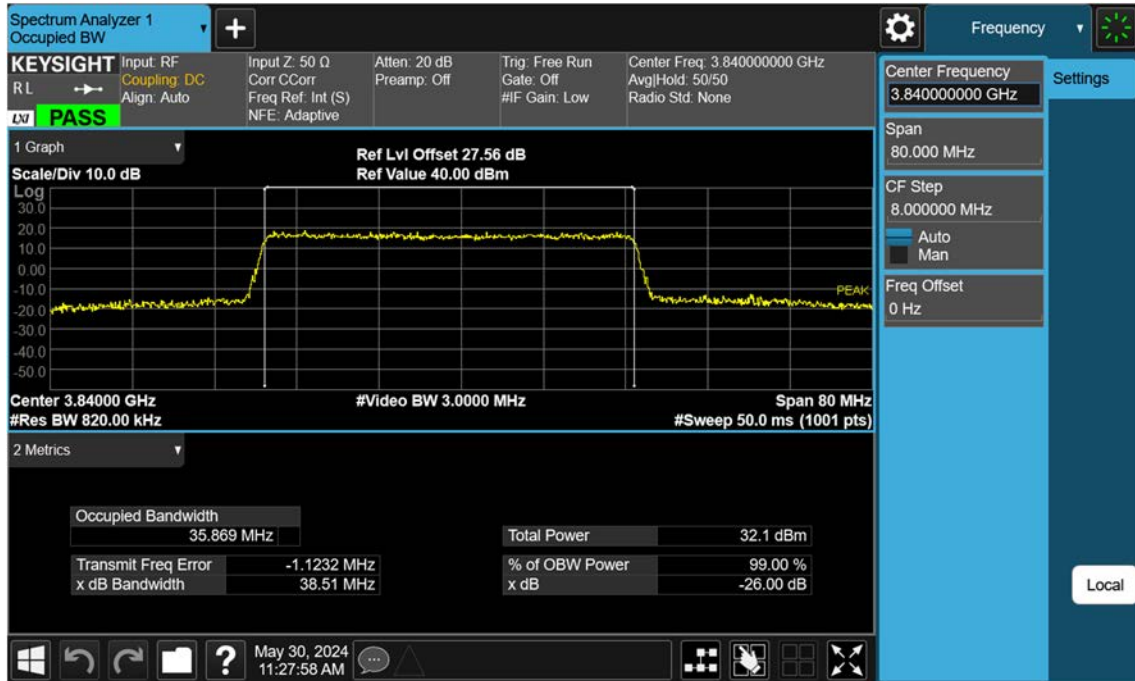 Spectrum Analyzer 1
Occupied BW
+
Frequency
KEYSIGHT
R L
LXI
PASS
Input: RF
Coupling: DC
Align: Auto
Input Z: 50 Ω
Corr CCorr
Freq Ref: Int (S)
NFE: Adaptive
Atten: 20 dB
Preamp: Off
Trig: Free Run
Gate: Off
#IF Gain: Low
Center Freq: 3.840000000 GHz
Avg|Hold: 50/50
Radio Std: None
Center Frequency
3.840000000 GHz
Settings
Span
80.000 MHz
CF Step
8.000000 MHz
Auto
Man
Freq Offset
0 Hz
Local
1 Graph
Scale/Div 10.0 dB
Ref Lvl Offset 27.56 dB
Ref Value 40.00 dBm
Log
30.0
20.0
10.0
0.00
-10.0
-20.0
-30.0
-40.0
-50.0
PEAK
Center 3.84000 GHz
#Video BW 3.0000 MHz
Span 80 MHz
#Res BW 820.00 kHz
#Sweep 50.0 ms (1001 pts)
2 Metrics
Occupied Bandwidth
35.869 MHz
Total Power 32.1 dBm
Transmit Freq Error -1.1232 MHz
% of OBW Power 99.00 %
x dB Bandwidth 38.51 MHz
x dB -26.00 dB
?
May 30, 2024
11:27:58 AM